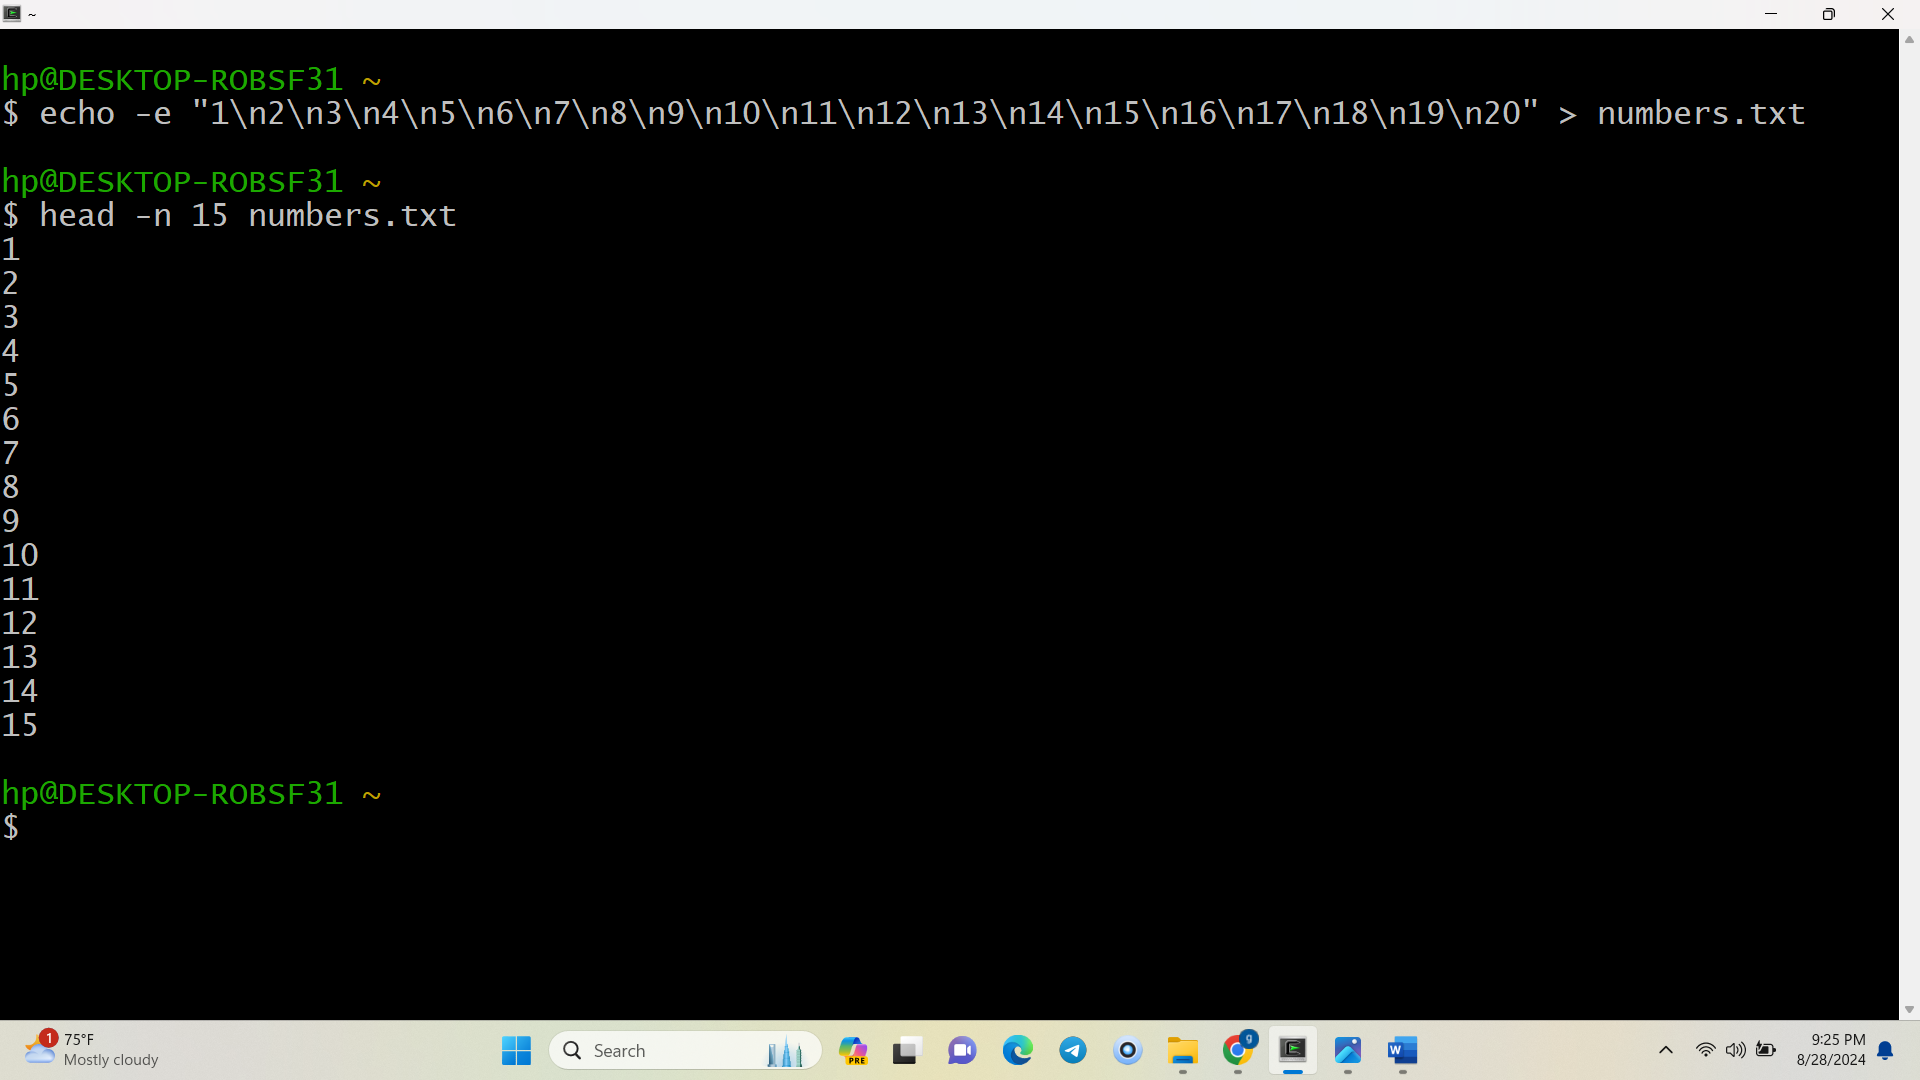 ~
hp@DESKTOP-ROBSF31 ~
$ echo -e "1\n2\n3\n4\n5\n6\n7\n8\n9\n10\n11\n12\n13\n14\n15\n16\n17\n18\n19\n20" > numbers.txt
hp@DESKTOP-ROBSF31 ~
$ head -n 15 numbers.txt
1
2
3
4
5
6
7
8
9
10
11
12
13
14
15
hp@DESKTOP-ROBSF31 ~
$
1
75°F
Mostly cloudy
Search
PRE
g
W
9:25 PM
8/28/2024